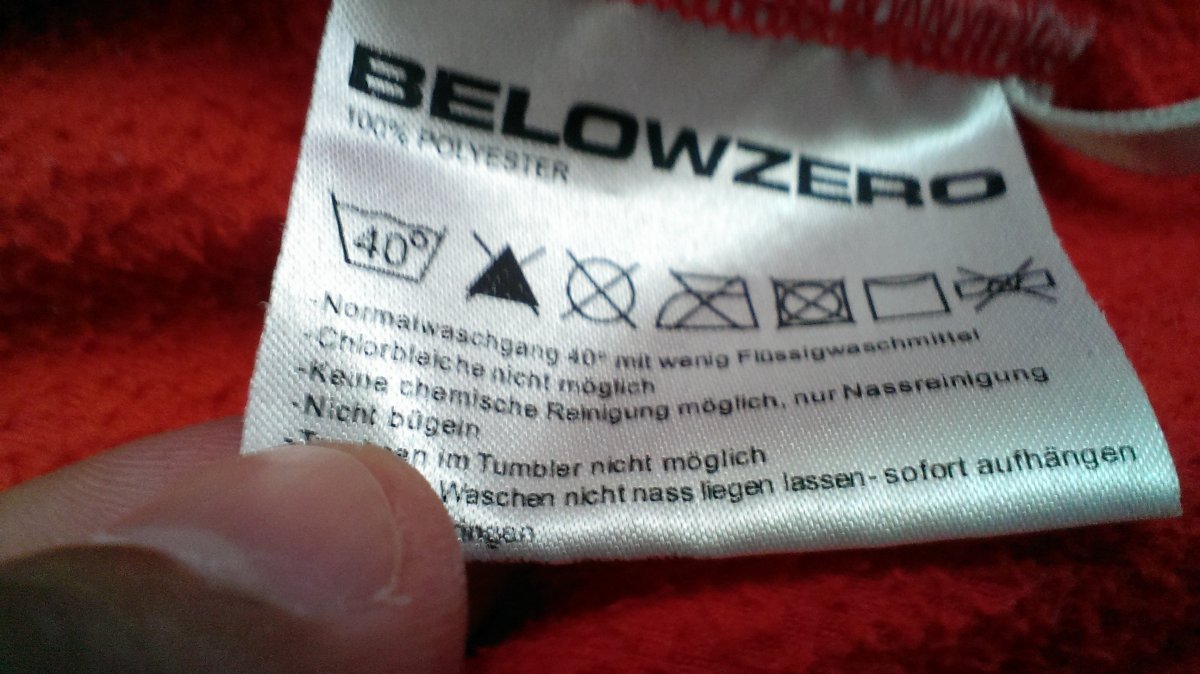 BELOWZERO
100% POLYESTER
40°
-Normalwaschgang 40° mit wenig Flüssigwaschmittel
-Chlorbleiche nicht möglich
-Keine chemische Reinigung möglich, nur Nassreinigung
-Nicht bügeln
im Tumbler nicht möglich
Waschen nicht nass liegen lassen- sofort aufhängen